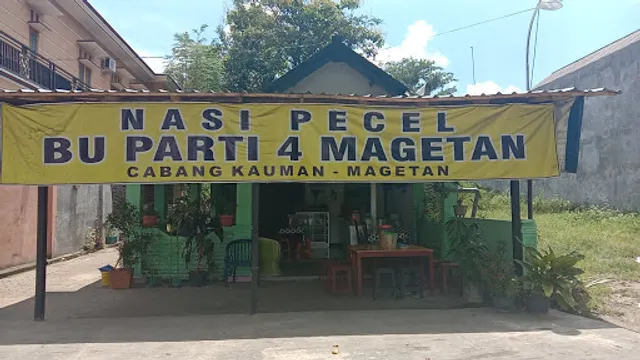 NASI PECEL
BU PARTI 4 MAGETAN
CABANG KAUMAN - MAGETAN